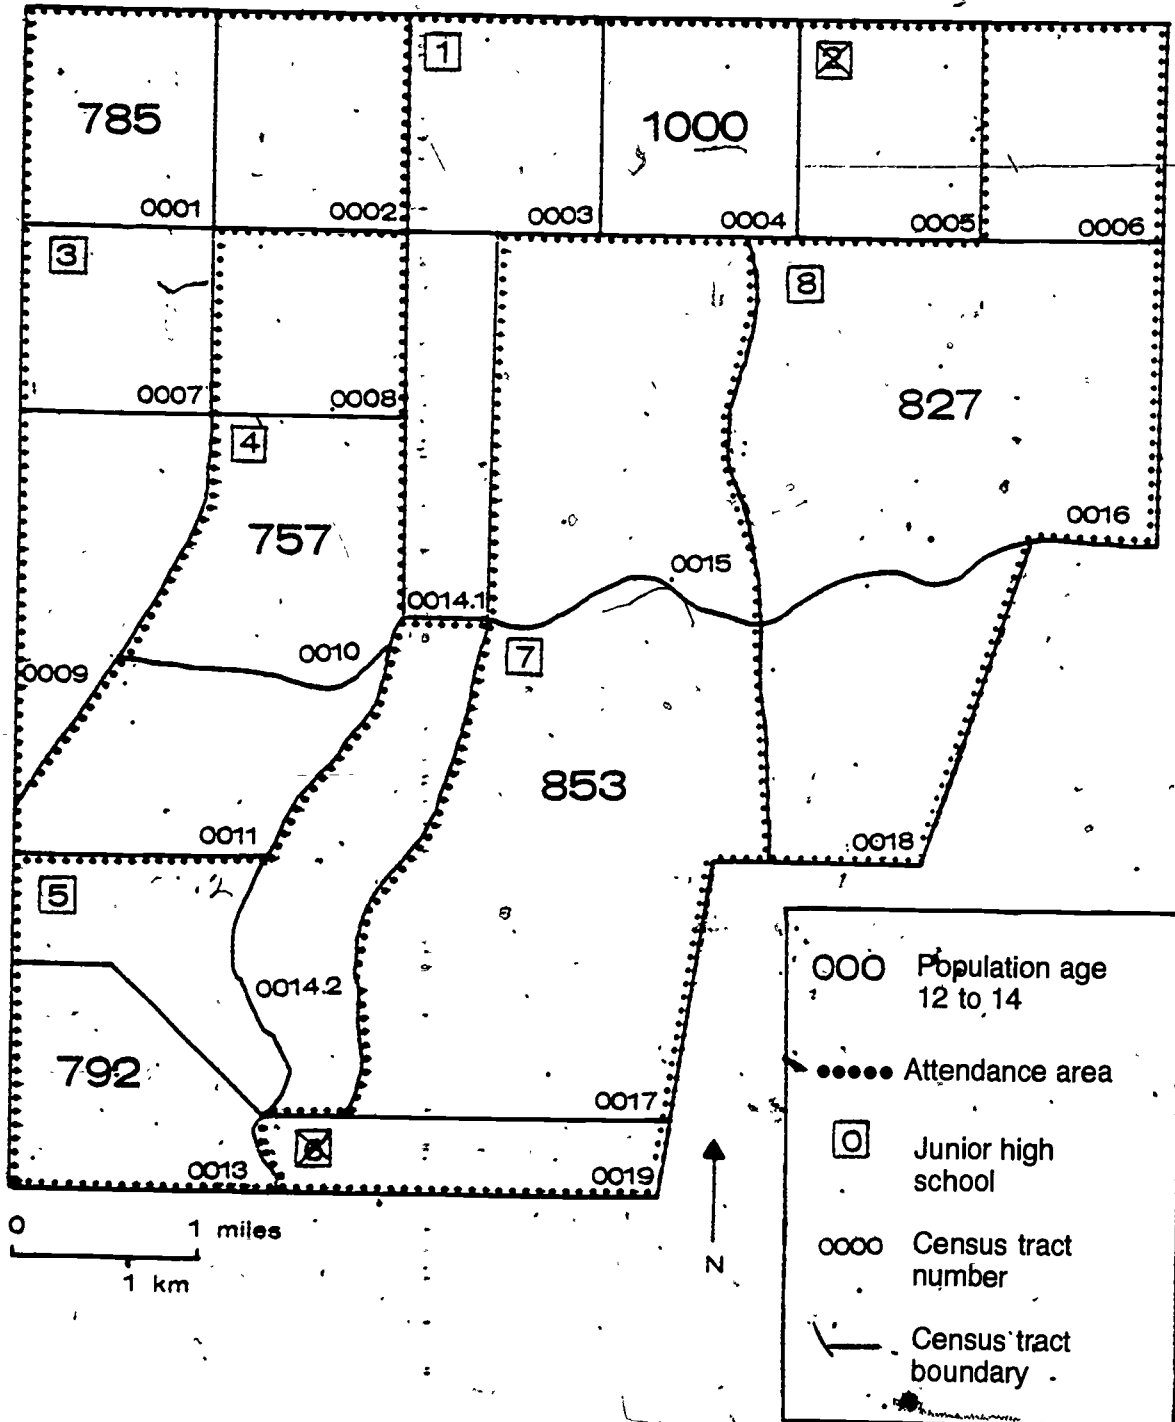 1
2
785
1000
0001
0002
0003
0004
0005
0006
3
8
0007
0008
827
4
757
0016
0015
0014.1
0010
7
0009
853
0011
0018
5
0014.2
792
0017
6
0013
0019
000 Population age
12 to 14
Attendance area
0 Junior high
school
0000 Census tract
number
Census tract
boundary
0 1 miles
1 km
N